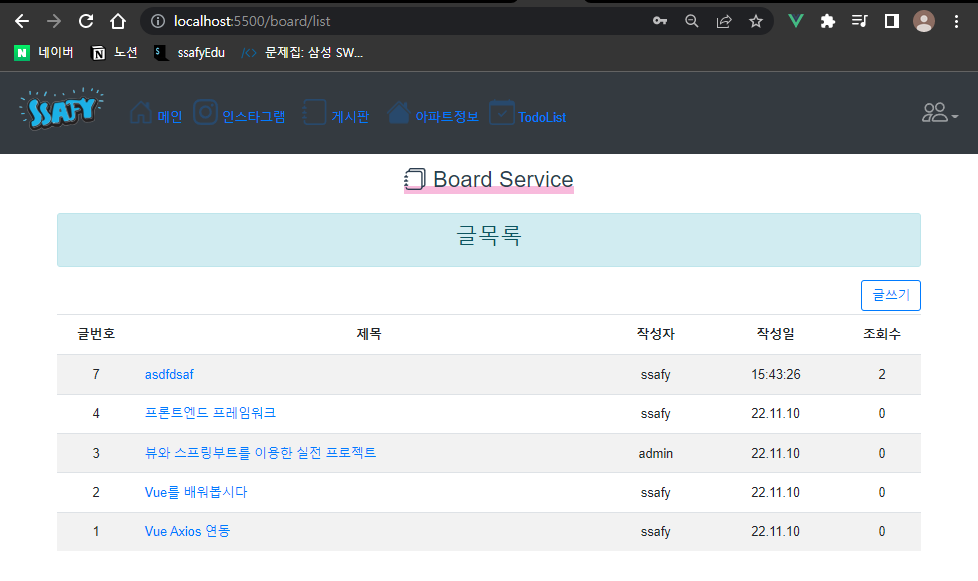 localhost:5500/board/list
네이버 노션 ssafyEdu 문제집: 삼성 SW...
SSAFY 메인 인스타그램 게시판 아파트정보 TodoList
Board Service
글목록
글쓰기
글번호 제목 작성자 작성일 조회수
7 asdfdsaf ssafy 15:43:26 2
4 프론트엔드 프레임워크 ssafy 22.11.10 0
3 뷰와 스프링부트를 이용한 실전 프로젝트 admin 22.11.10 0
2 Vue를 배워봅시다 ssafy 22.11.10 0
1 Vue Axios 연동 ssafy 22.11.10 0